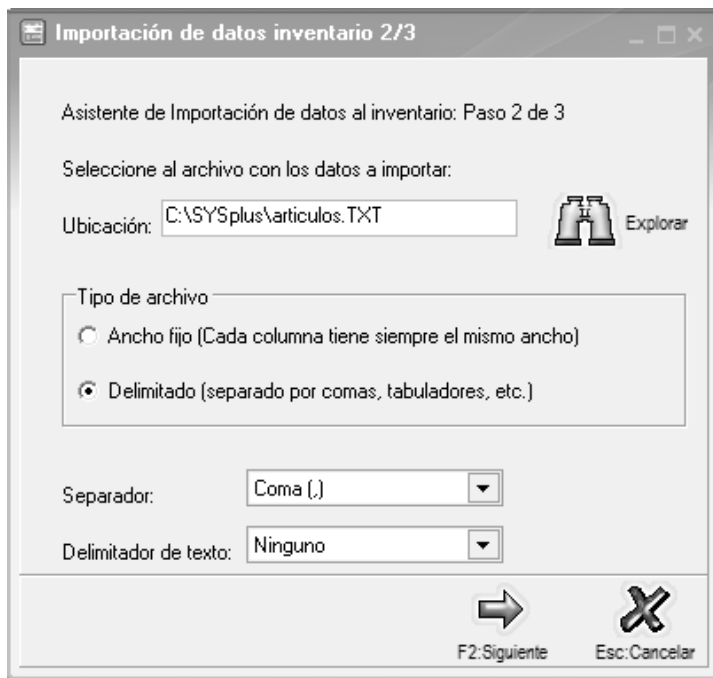 Importación de datos inventario 2/3
Asistente de Importación de datos al inventario: Paso 2 de 3
Seleccione al archivo con los datos a importar:
Ubicación: C:\SYSplus\articulos.TXT Explorar
Tipo de archivo
Ancho fijo (Cada columna tiene siempre el mismo ancho)
Delimitado (separado por comas, tabuladores, etc.)
Separador: Coma (,)
Delimitador de texto: Ninguno
F2:Siguiente Esc:Cancelar